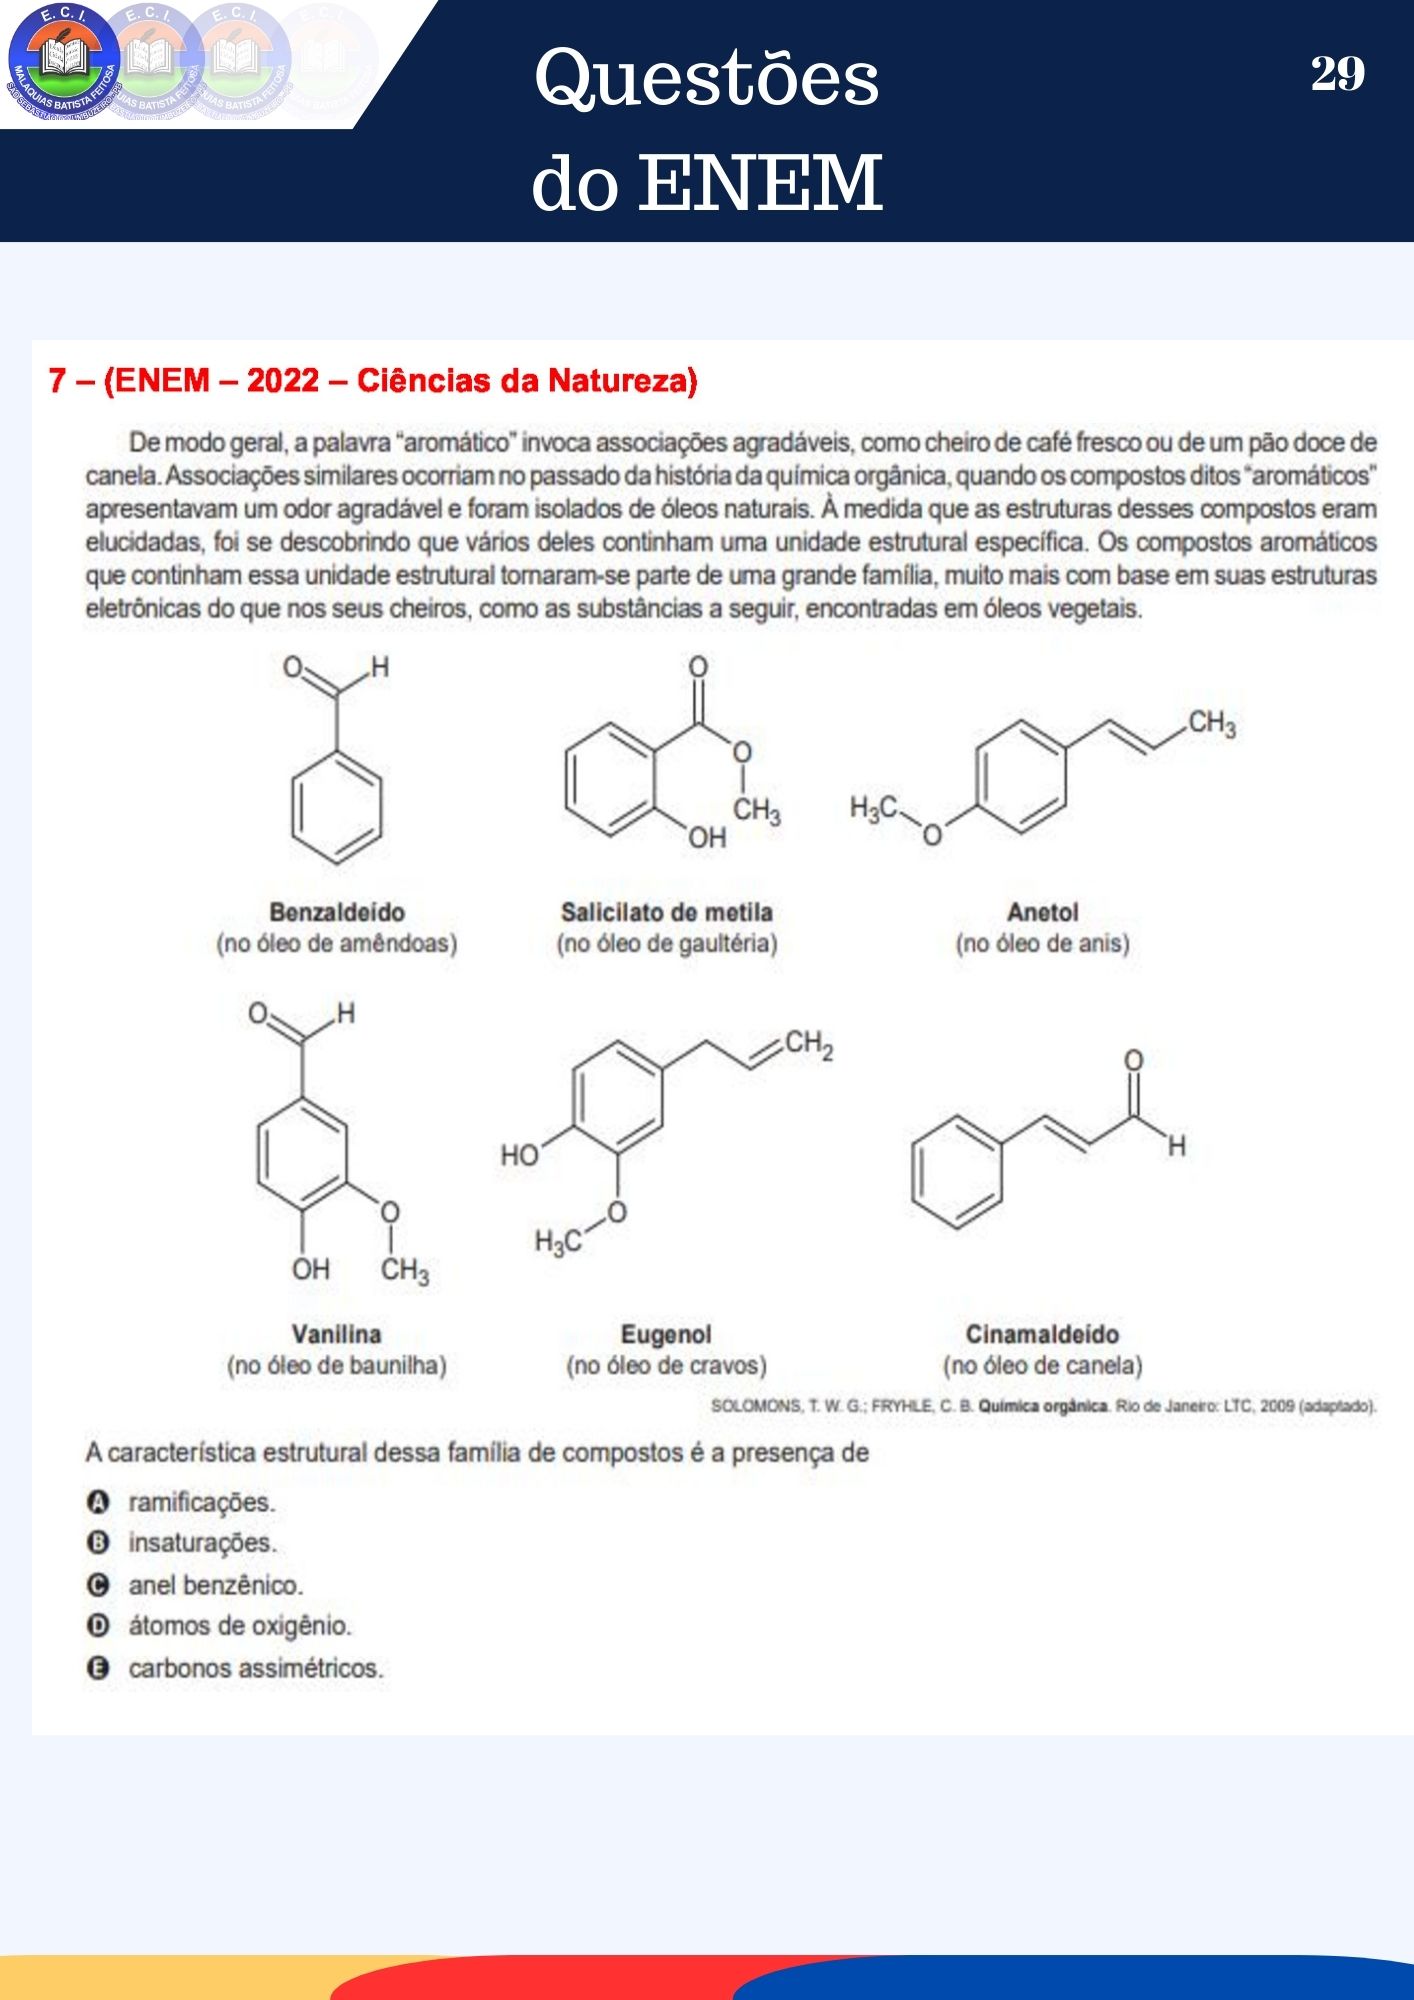 E. C. I.
MALAQUIAS BATISTA FEITOSA
Questões
do ENEM
29
7 – (ENEM – 2022 – Ciências da Natureza)
De modo geral, a palavra “aromático” invoca associações agradáveis, como cheiro de café fresco ou de um pão doce de
canela. Associações similares ocorriam no passado da história da química orgânica, quando os compostos ditos “aromáticos”
apresentavam um odor agradável e foram isolados de óleos naturais. À medida que as estruturas desses compostos eram
elucidadas, foi se descobrindo que vários deles continham uma unidade estrutural específica. Os compostos aromáticos
que continham essa unidade estrutural tornaram-se parte de uma grande família, muito mais com base em suas estruturas
eletrônicas do que nos seus cheiros, como as substâncias a seguir, encontradas em óleos vegetais.
O H
O
O
CH3
OH
CH3
H3C
O
Benzaldeído
(no óleo de amêndoas)
Salicilato de metila
(no óleo de gaultéria)
Anetol
(no óleo de anis)
O H
O
OH CH3
CH2
HO
O
H3C
O
H
Vanilina
(no óleo de baunilha)
Eugenol
(no óleo de cravos)
Cinamaldeído
(no óleo de canela)
SOLOMONS, T. W. G.; FRYHLE, C. B. Química orgânica. Rio de Janeiro: LTC, 2009 (adaptado).
A característica estrutural dessa família de compostos é a presença de
A ramificações.
B insaturações.
C anel benzênico.
D átomos de oxigênio.
E carbonos assimétricos.